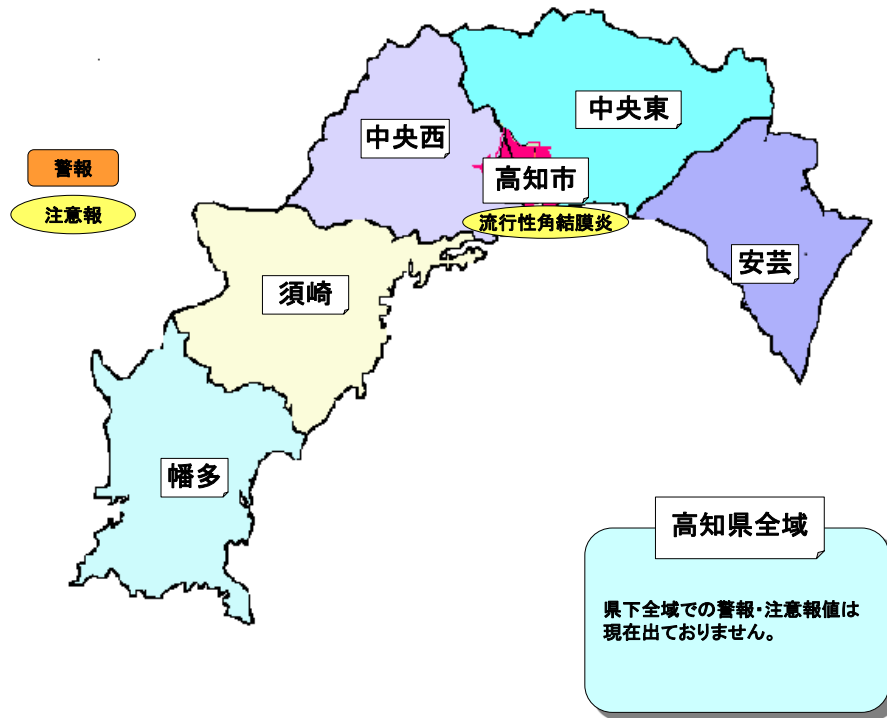 中央東
中央西
警報
高知市
注意報
流行性角結膜炎
安芸
須崎
幡多
高知県全域
県下全域での警報・注意報値は
現在出ておりません。